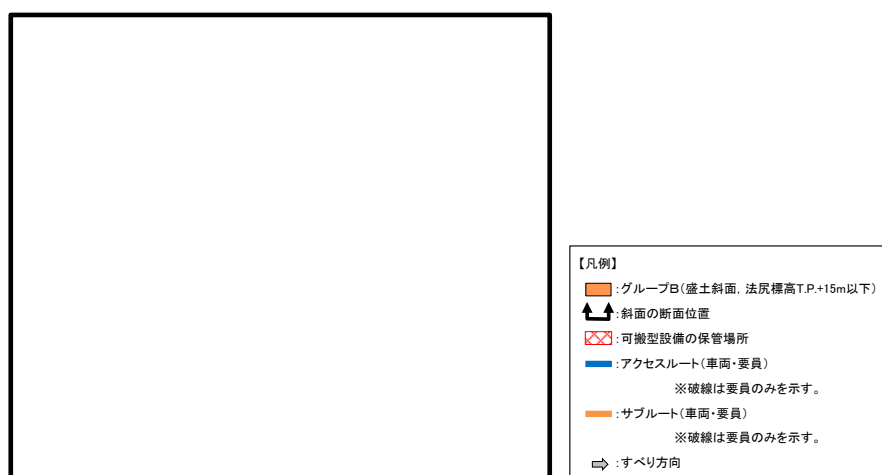 【凡例】
:グループB(盛土斜面, 法尻標高T.P.+15m以下)
:斜面の断面位置
:可搬型設備の保管場所
:アクセスルート(車両・要員)
※破線は要員のみを示す。
:サブルート(車両・要員)
※破線は要員のみを示す。
:すべり方向